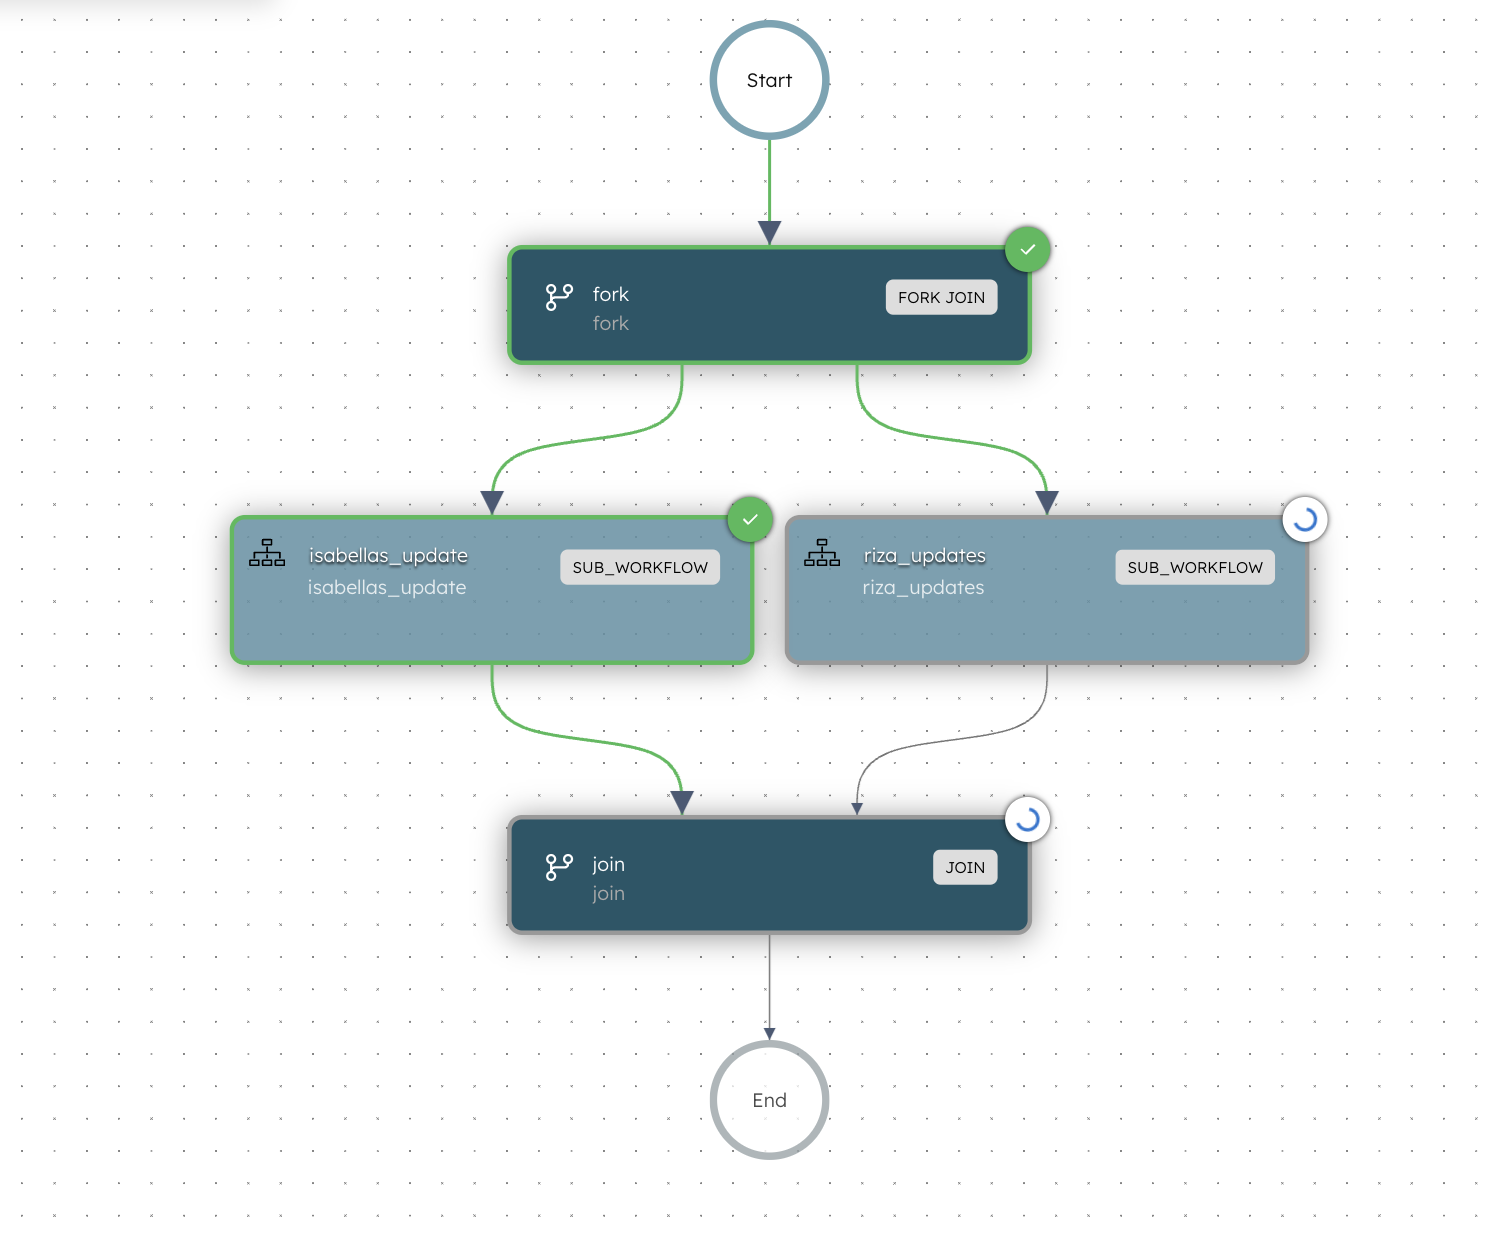 Start
fork
FORK JOIN
fork
isabellas_update
SUB_WORKFLOW
isabellas_update
riza_updates
SUB_WORKFLOW
riza_updates
join
JOIN
join
End